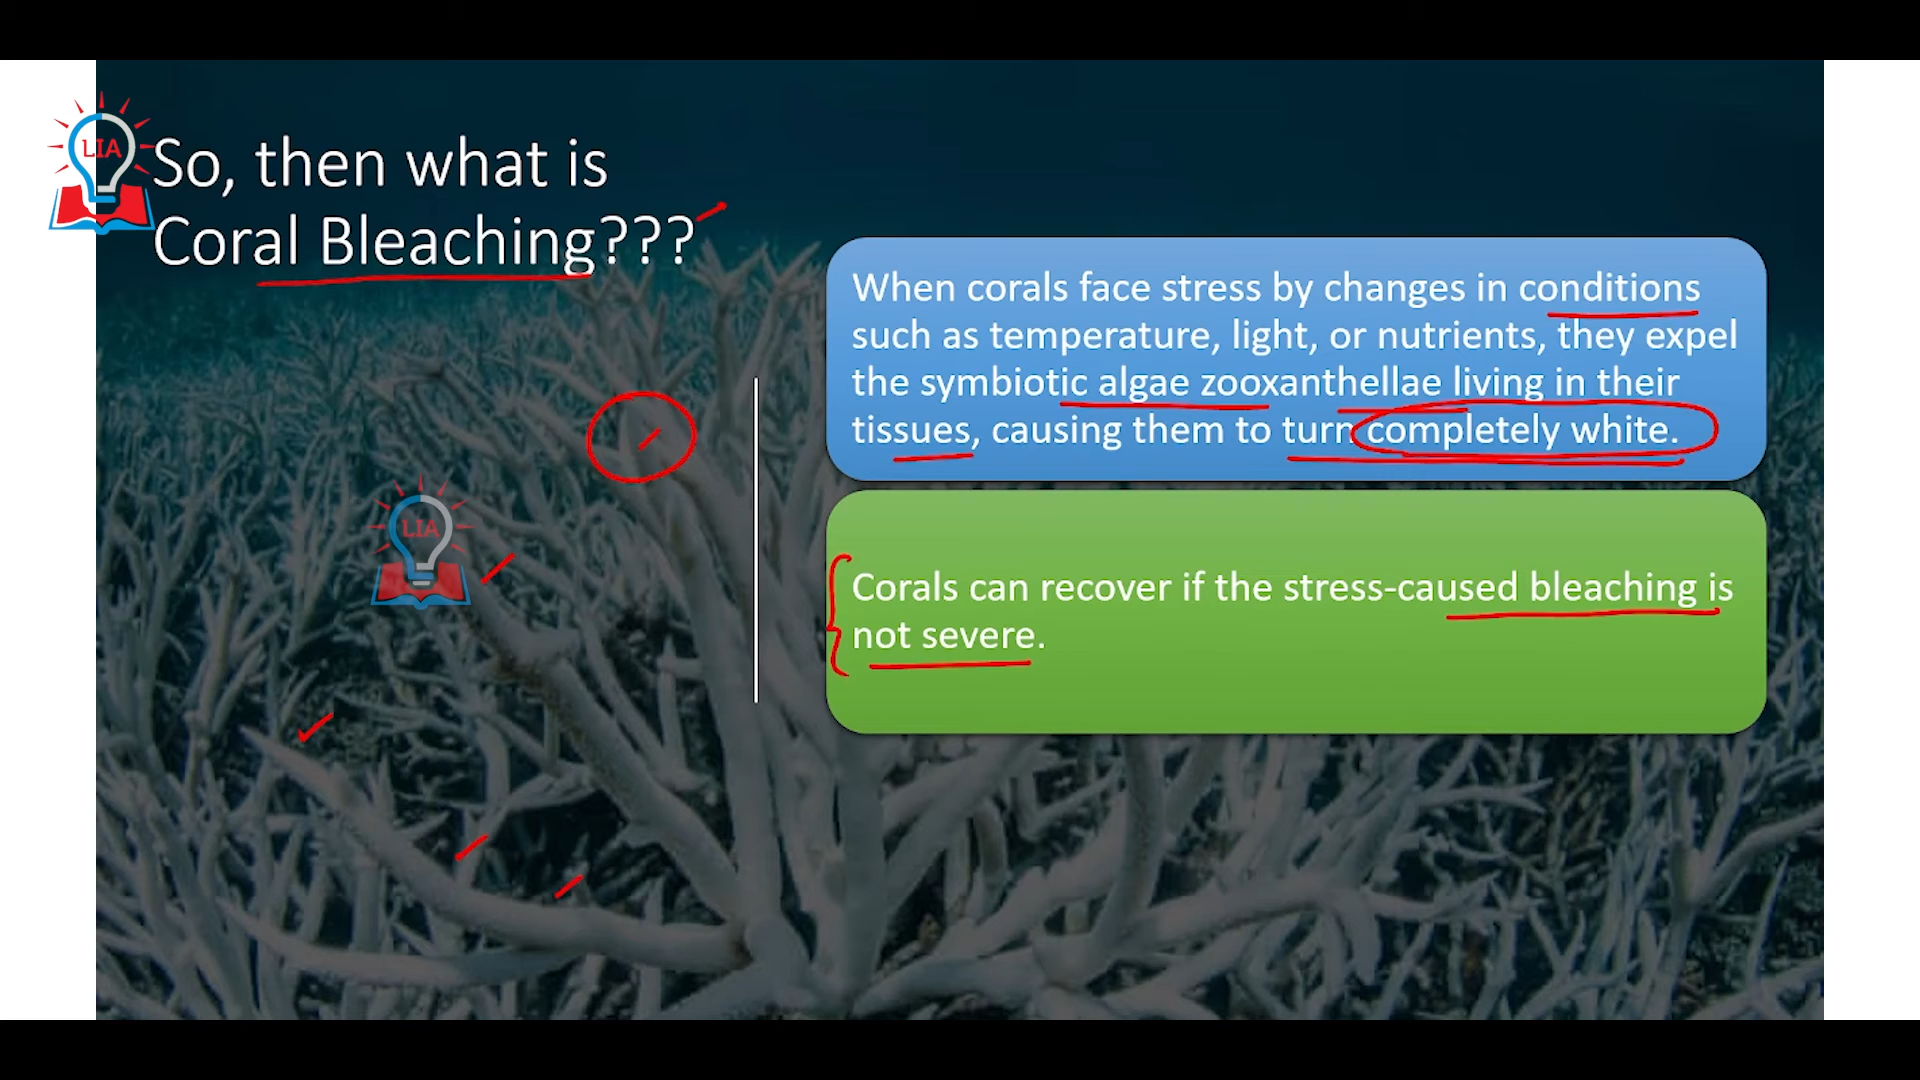 LIA
So, then what is
Coral Bleaching???
When corals face stress by changes in conditions
such as temperature, light, or nutrients, they expel
the symbiotic algae zooxanthellae living in their
tissues, causing them to turn completely white.
LIA
Corals can recover if the stress-caused bleaching is
not severe.